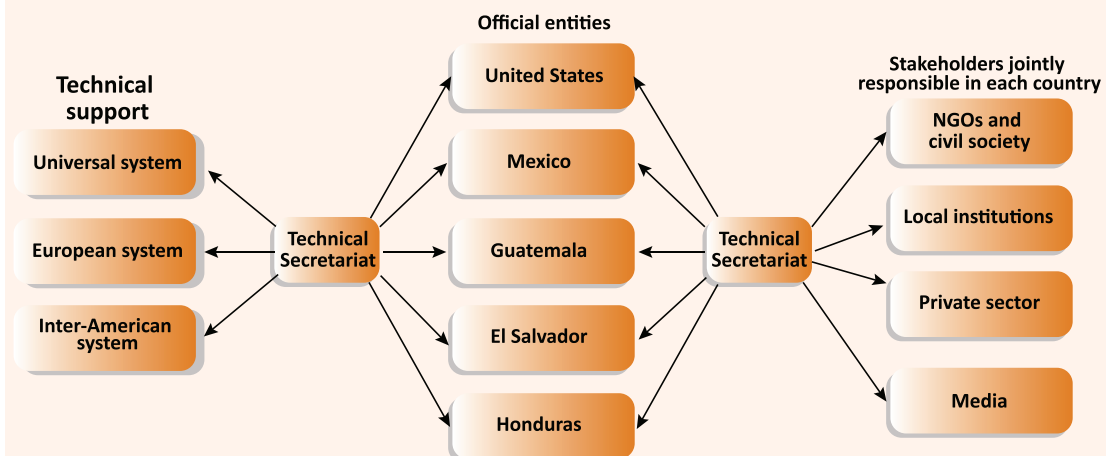 Technical
support
Universal system
European system
Inter-American
system
Technical
Secretariat
Official entities
United States
Mexico
Guatemala
El Salvador
Honduras
Technical
Secretariat
Stakeholders jointly
responsible in each country
NGOs and
civil society
Local institutions
Private sector
Media